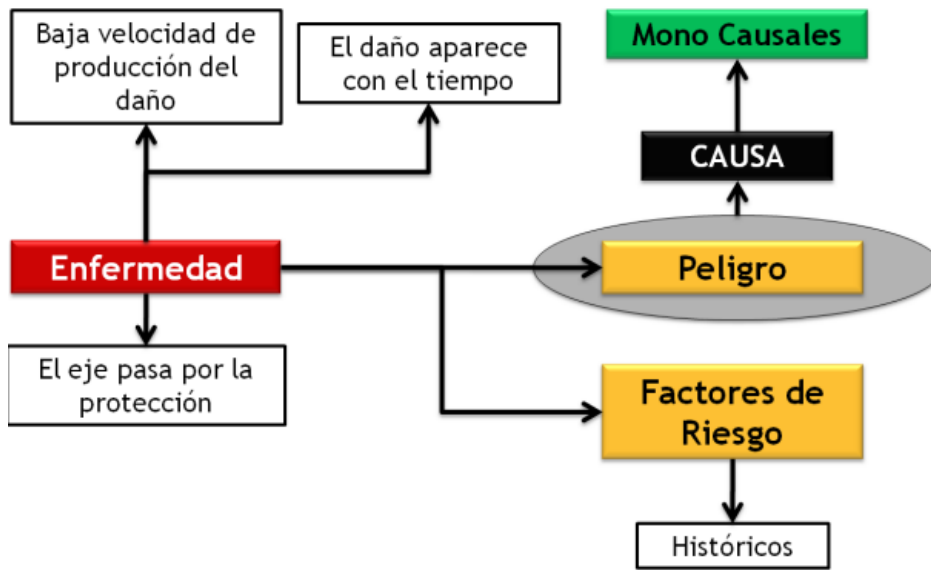 Baja velocidad de
producción del
daño
El daño aparece
con el tiempo
Mono Causales
CAUSA
Enfermedad
Peligro
El eje pasa por la
protección
Factores de
Riesgo
Históricos